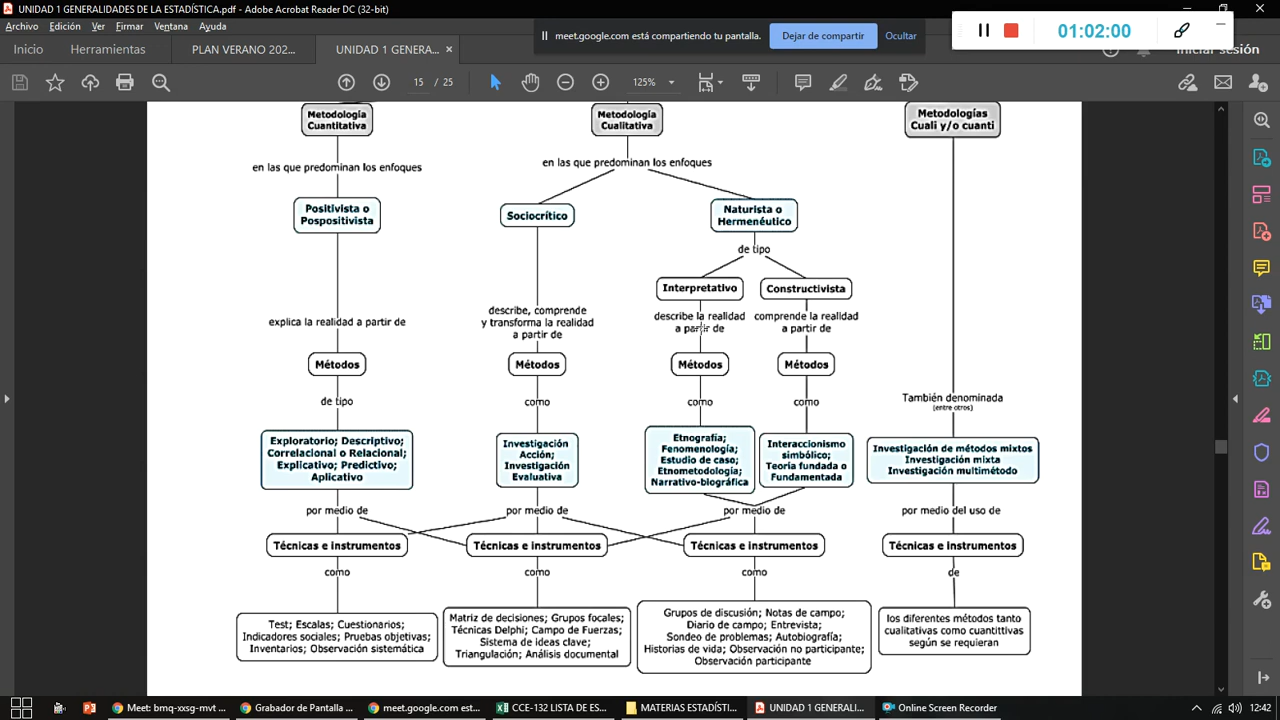 UNIDAD 1 GENERALIDADES DE LA ESTADÍSTICA.pdf - Adobe Acrobat Reader DC (32-bit)
Archivo Edición Ver Firmar Ventana Ayuda
meet.google.com está compartiendo tu pantalla.
Dejar de compartir
Ocultar
01:02:00
Inicio
Herramientas
PLAN VERANO 202...
UNIDAD 1 GENERA...
Iniciar sesión
15 / 25
125%
Metodología
Cuantitativa
en las que predominan los enfoques
Positivista o
Pospositivista
explica la realidad a partir de
Métodos
de tipo
Exploratorio; Descriptivo;
Correlacional o Relacional;
Explicativo; Predictivo;
Aplicativo
por medio de
Técnicas e instrumentos
como
Test; Escalas; Cuestionarios;
Indicadores sociales; Pruebas objetivas;
Inventarios; Observación sistemática
Metodología
Cualitativa
en las que predominan los enfoques
Sociocrítico
describe, comprende
y transforma la realidad
a partir de
Métodos
como
Investigación
Acción;
Investigación
Evaluativa
por medio de
Técnicas e instrumentos
como
Matriz de decisiones; Grupos focales;
Técnicas Delphi; Campo de Fuerzas;
Sistema de ideas clave;
Triangulación; Análisis documental
Naturista o
Hermenéutico
de tipo
Interpretativo
describe la realidad
a partir de
Métodos
como
Etnografía;
Fenomenología;
Estudio de caso;
Etnometodología;
Narrativo-biográfica
Constructivista
comprende la realidad
a partir de
Métodos
como
Interaccionismo
simbólico;
Teoría fundada o
Fundamentada
por medio de
Técnicas e instrumentos
como
Grupos de discusión; Notas de campo;
Diario de campo; Entrevista;
Sondeo de problemas; Autobiografía;
Historias de vida; Observación no participante;
Observación participante
Metodologías
Cuali y/o cuanti
También denominada
(entre otros)
Investigación de métodos mixtos
Investigación mixta
Investigación multimétodo
por medio del uso de
Técnicas e instrumentos
de
los diferentes métodos tanto
cualitativas como cuantittivas
según se requieran
Meet: bmq-xxsg-mvt ...
Grabador de Pantalla ...
meet.google.com est...
CCE-132 LISTA DE ES...
MATERIAS ESTADÍSTI...
UNIDAD 1 GENERALI...
Online Screen Recorder
12:42